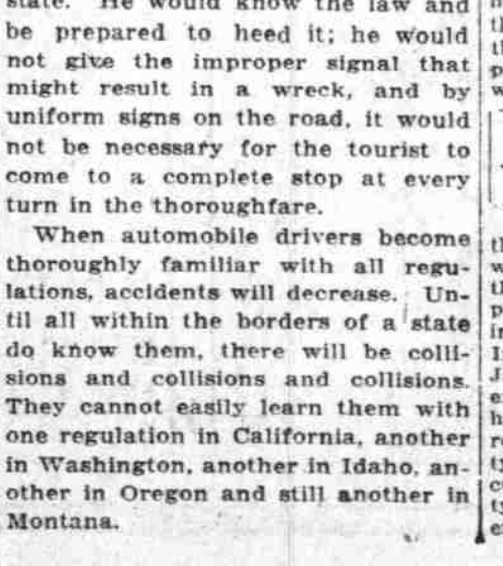 state. He would know the law and
be prepared to heed it; he would
not give the improper signal that
might result in a wreck, and by
uniform signs on the road, it would
not be necessary for the tourist to
come to a complete stop at every
turn in the thoroughfare.
When automobile drivers become
thoroughly familiar with all regu-
lations, accidents will decrease. Un-
til all within the borders of a state
do know them, there will be colli-
sions and collisions and collisions.
They cannot easily learn them with
one regulation in California, another
in Washington, another in Idaho, an-
other in Oregon and still another in
Montana.